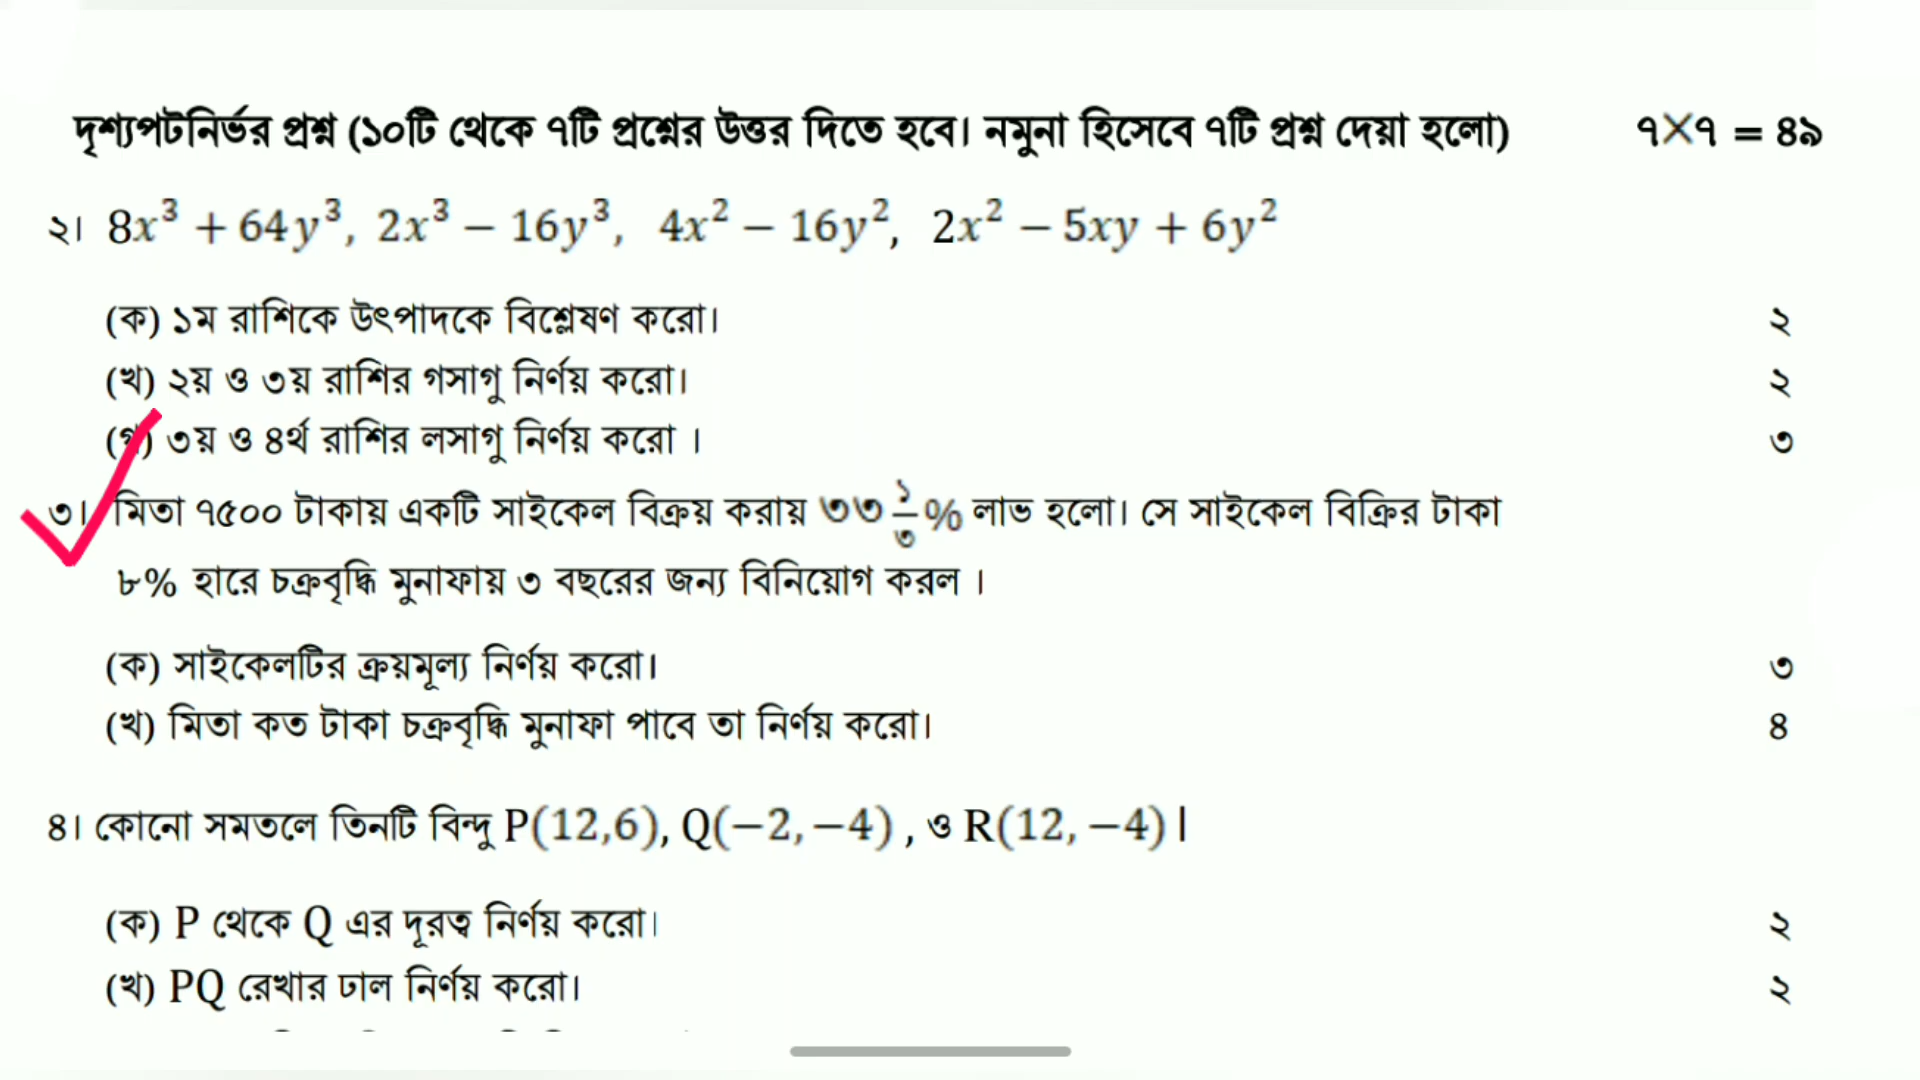 দৃশ্যপটনির্ভর প্রশ্ন (১০টি থেকে ৭টি প্রশ্নের উত্তর দিতে হবে। নমুনা হিসেবে ৭টি প্রশ্ন দেয়া হলো) ৭×৭ = ৪৯
২। 8x³ + 64y³, 2x³ − 16y³, 4x² − 16y², 2x² − 5xy + 6y²
(ক) ১ম রাশিকে উৎপাদকে বিশ্লেষণ করো। ২
(খ) ২য় ও ৩য় রাশির গসাগু নির্ণয় করো। ২
(গ) ৩য় ও ৪র্থ রাশির লসাগু নির্ণয় করো । ৩
৩। মিতা ৭৫০০ টাকায় একটি সাইকেল বিক্রয় করায় ৩৩ ১/৩ % লাভ হলো। সে সাইকেল বিক্রির টাকা
৮% হারে চক্রবৃদ্ধি মুনাফায় ৩ বছরের জন্য বিনিয়োগ করল ।
(ক) সাইকেলটির ক্রয়মূল্য নির্ণয় করো। ৩
(খ) মিতা কত টাকা চক্রবৃদ্ধি মুনাফা পাবে তা নির্ণয় করো। ৪
৪। কোনো সমতলে তিনটি বিন্দু P(12,6), Q(−2,−4) , ও R(12, −4)।
(ক) P থেকে Q এর দূরত্ব নির্ণয় করো। ২
(খ) PQ রেখার ঢাল নির্ণয় করো। ২